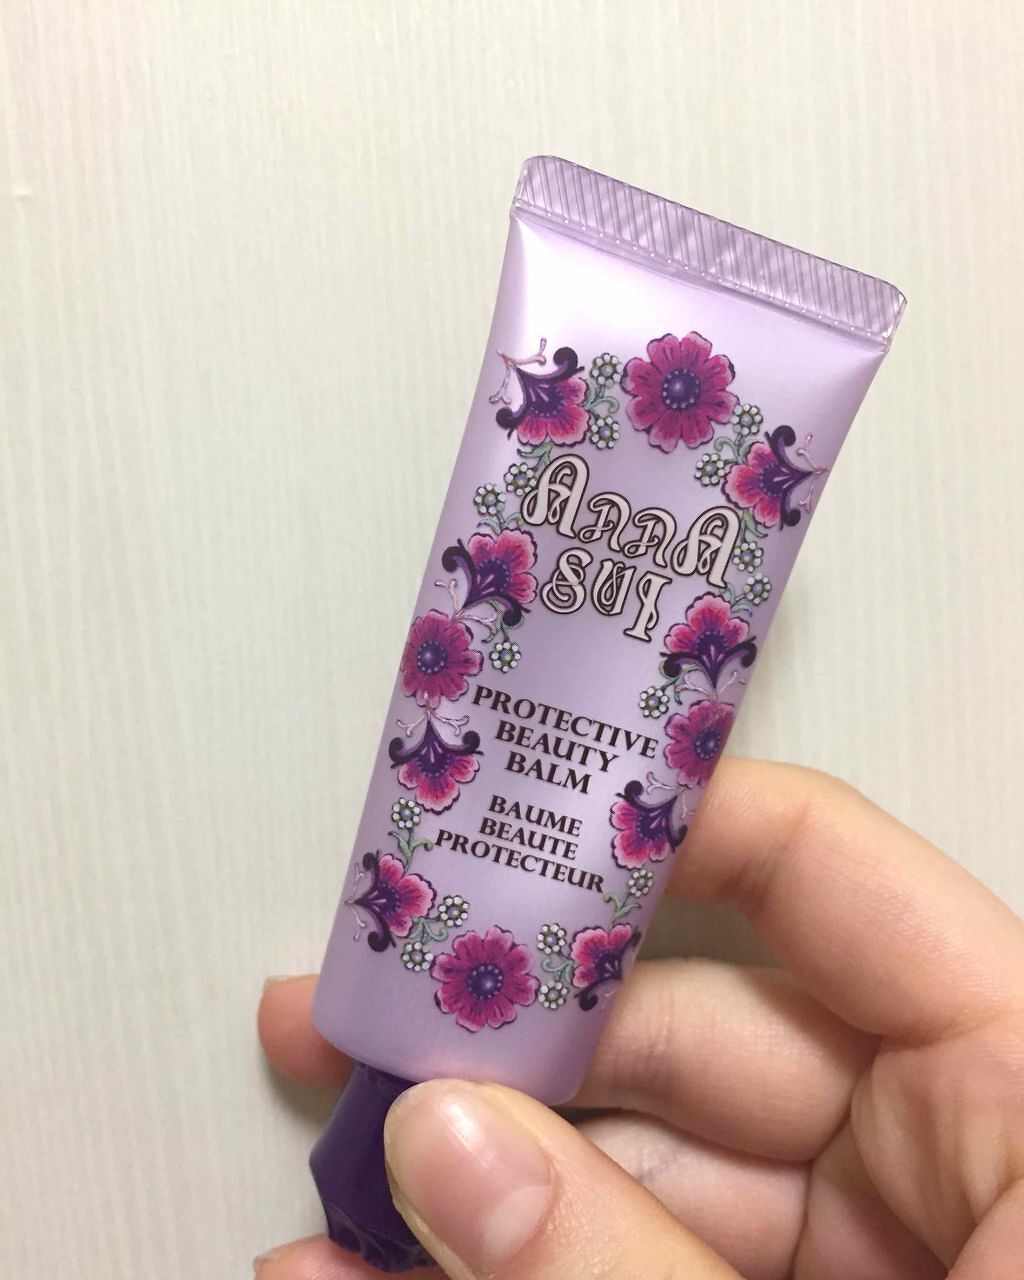 ANNA
SUI
PROTECTIVE
BEAUTY
BALM
BAUME
BEAUTE
PROTECTEUR